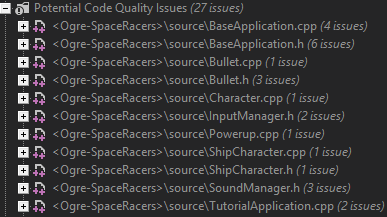 Potential Code Quality Issues (27 issues)
<Ogre-SpaceRacers>\source\BaseApplication.cpp (4 issues)
<Ogre-SpaceRacers>\source\BaseApplication.h (6 issues)
<Ogre-SpaceRacers>\source\Bullet.cpp (1 issue)
<Ogre-SpaceRacers>\source\Bullet.h (3 issues)
<Ogre-SpaceRacers>\source\Character.cpp (1 issue)
<Ogre-SpaceRacers>\source\InputManager.h (2 issues)
<Ogre-SpaceRacers>\source\Powerup.cpp (1 issue)
<Ogre-SpaceRacers>\source\ShipCharacter.cpp (1 issue)
<Ogre-SpaceRacers>\source\ShipCharacter.h (1 issue)
<Ogre-SpaceRacers>\source\SoundManager.h (3 issues)
<Ogre-SpaceRacers>\source\TutorialApplication.cpp (2 issues)